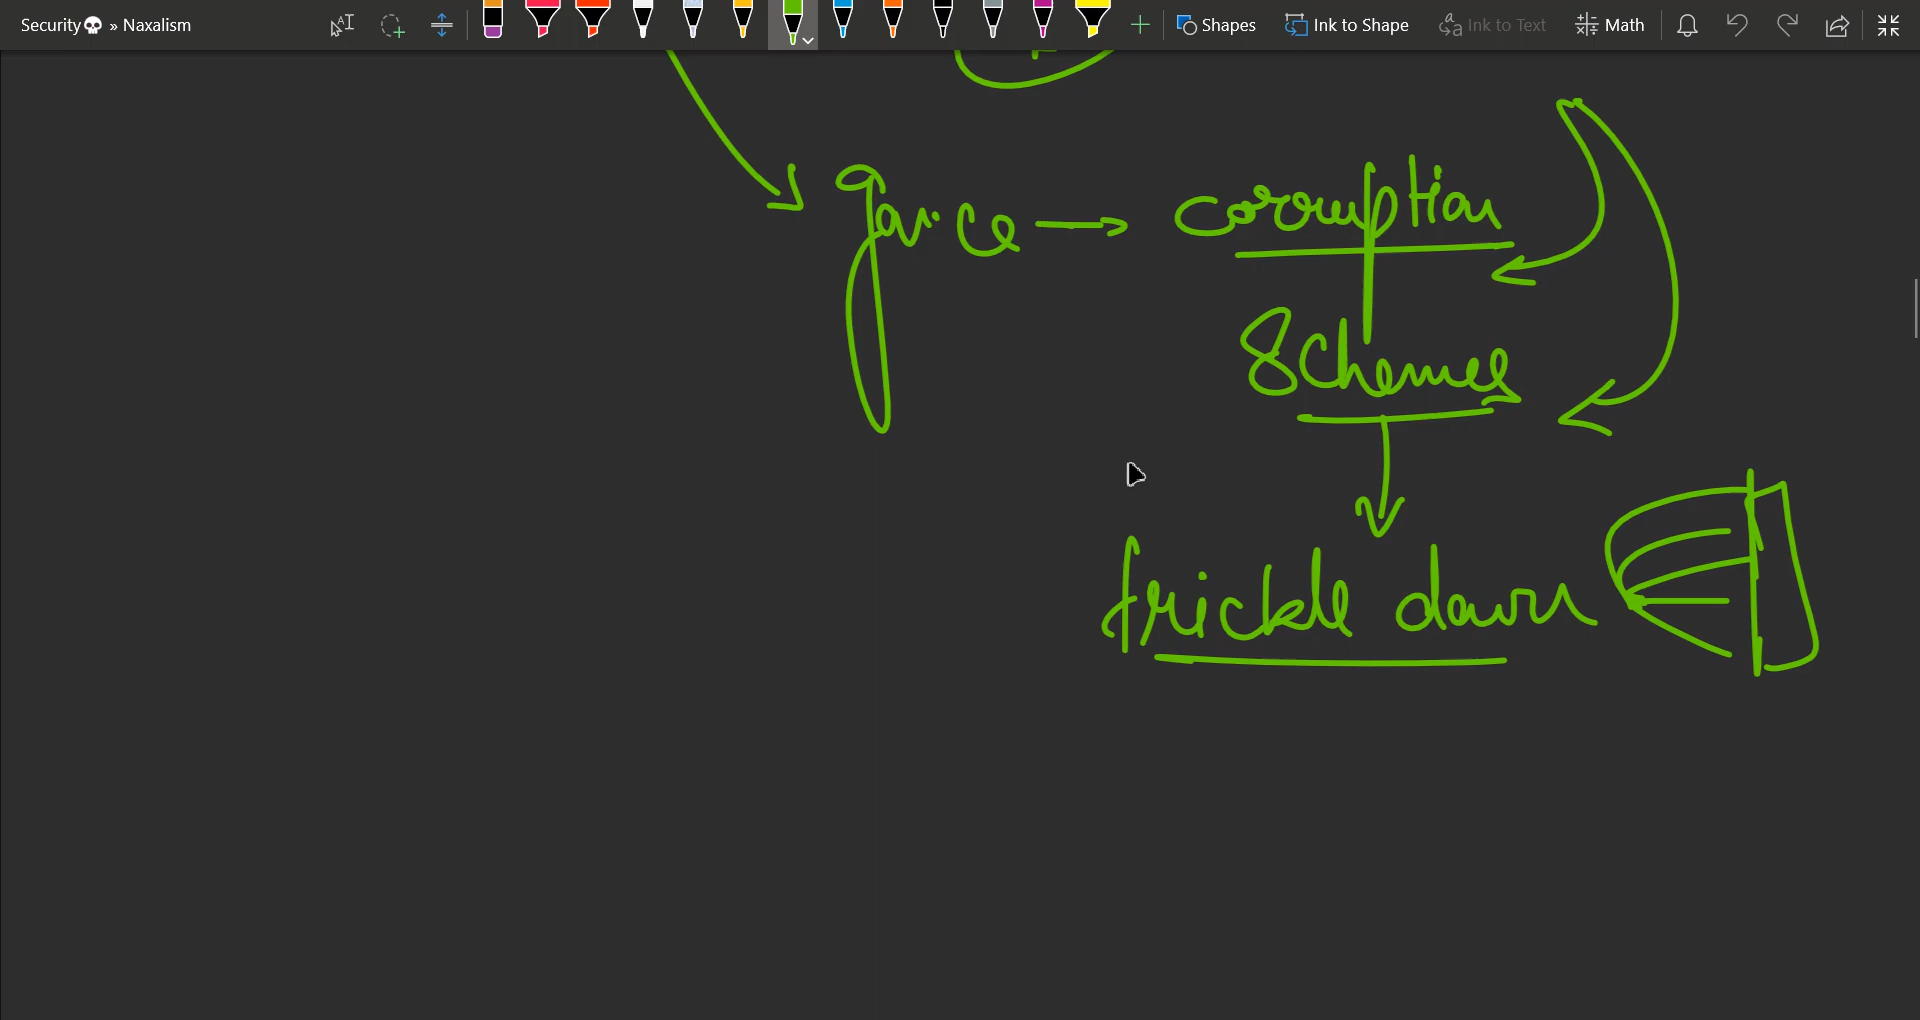 Security💀 » Naxalism
Shapes Ink to Shape Ink to Text Math
gov.ce → corruption
Schemes
trickle down